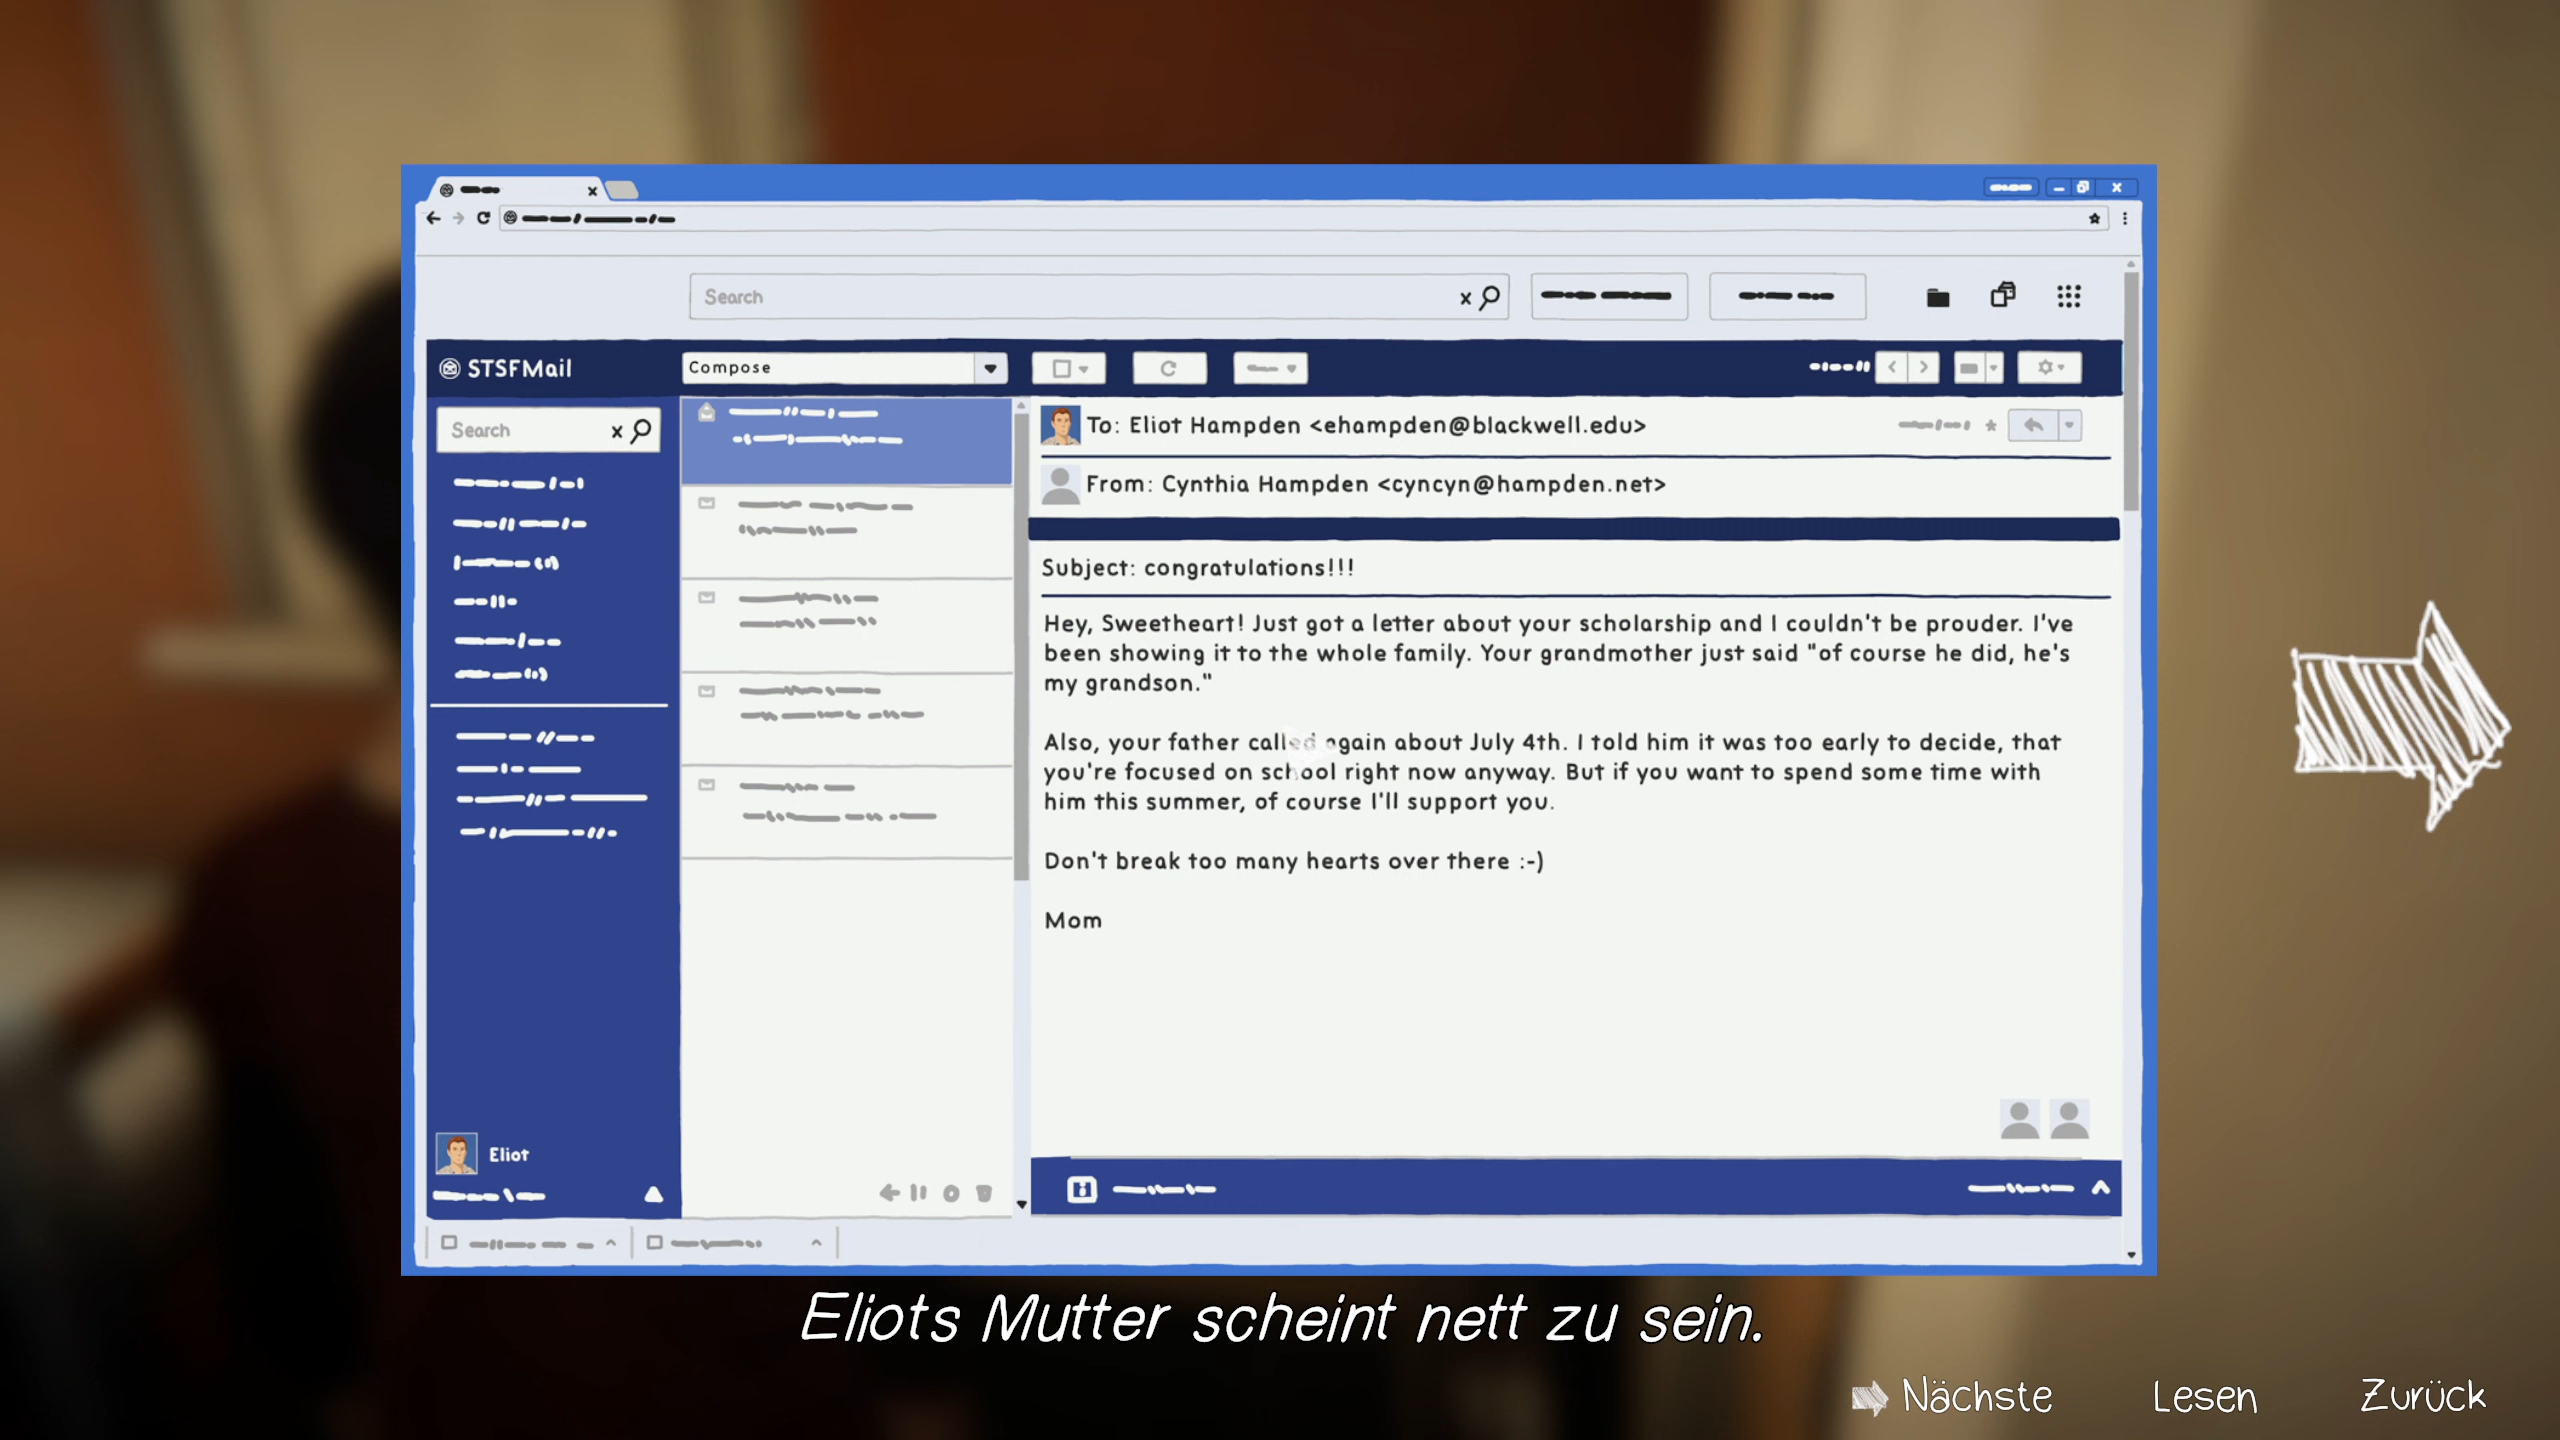 Search
STSFMail
Compose
Search
To: Eliot Hampden <ehampden@blackwell.edu>
From: Cynthia Hampden <cyncyn@hampden.net>
Subject: congratulations!!!
Hey, Sweetheart! Just got a letter about your scholarship and I couldn't be prouder. I've
been showing it to the whole family. Your grandmother just said "of course he did, he's
my grandson."
Also, your father called again about July 4th. I told him it was too early to decide, that
you're focused on school right now anyway. But if you want to spend some time with
him this summer, of course I'll support you.
Don't break too many hearts over there :-)
Mom
Eliot
Eliots Mutter scheint nett zu sein.
Nächste
Lesen
Zurück